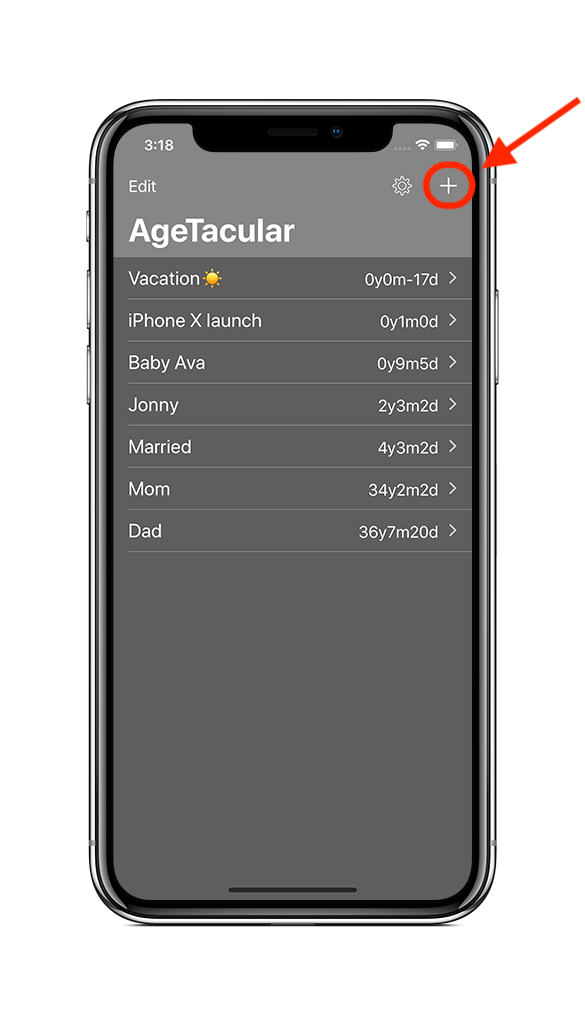 3:18
Edit
AgeTacular
Vacation☀️ 0y0m-17d
iPhone X launch 0y1m0d
Baby Ava 0y9m5d
Jonny 2y3m2d
Married 4y3m2d
Mom 34y2m2d
Dad 36y7m20d